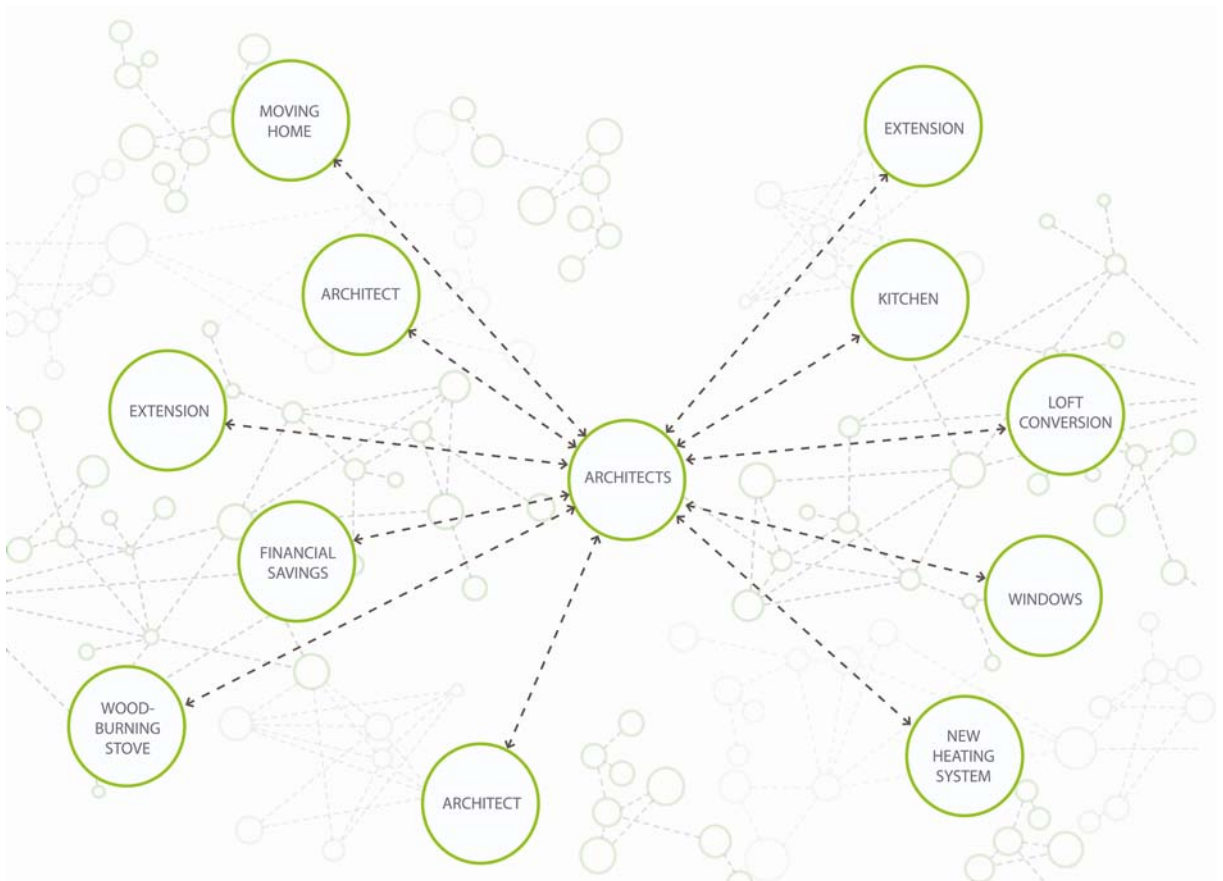 MOVING
HOME
EXTENSION
ARCHITECT
KITCHEN
EXTENSION
LOFT
CONVERSION
ARCHITECTS
FINANCIAL
SAVINGS
WINDOWS
WOOD-
BURNING
STOVE
NEW
HEATING
SYSTEM
ARCHITECT